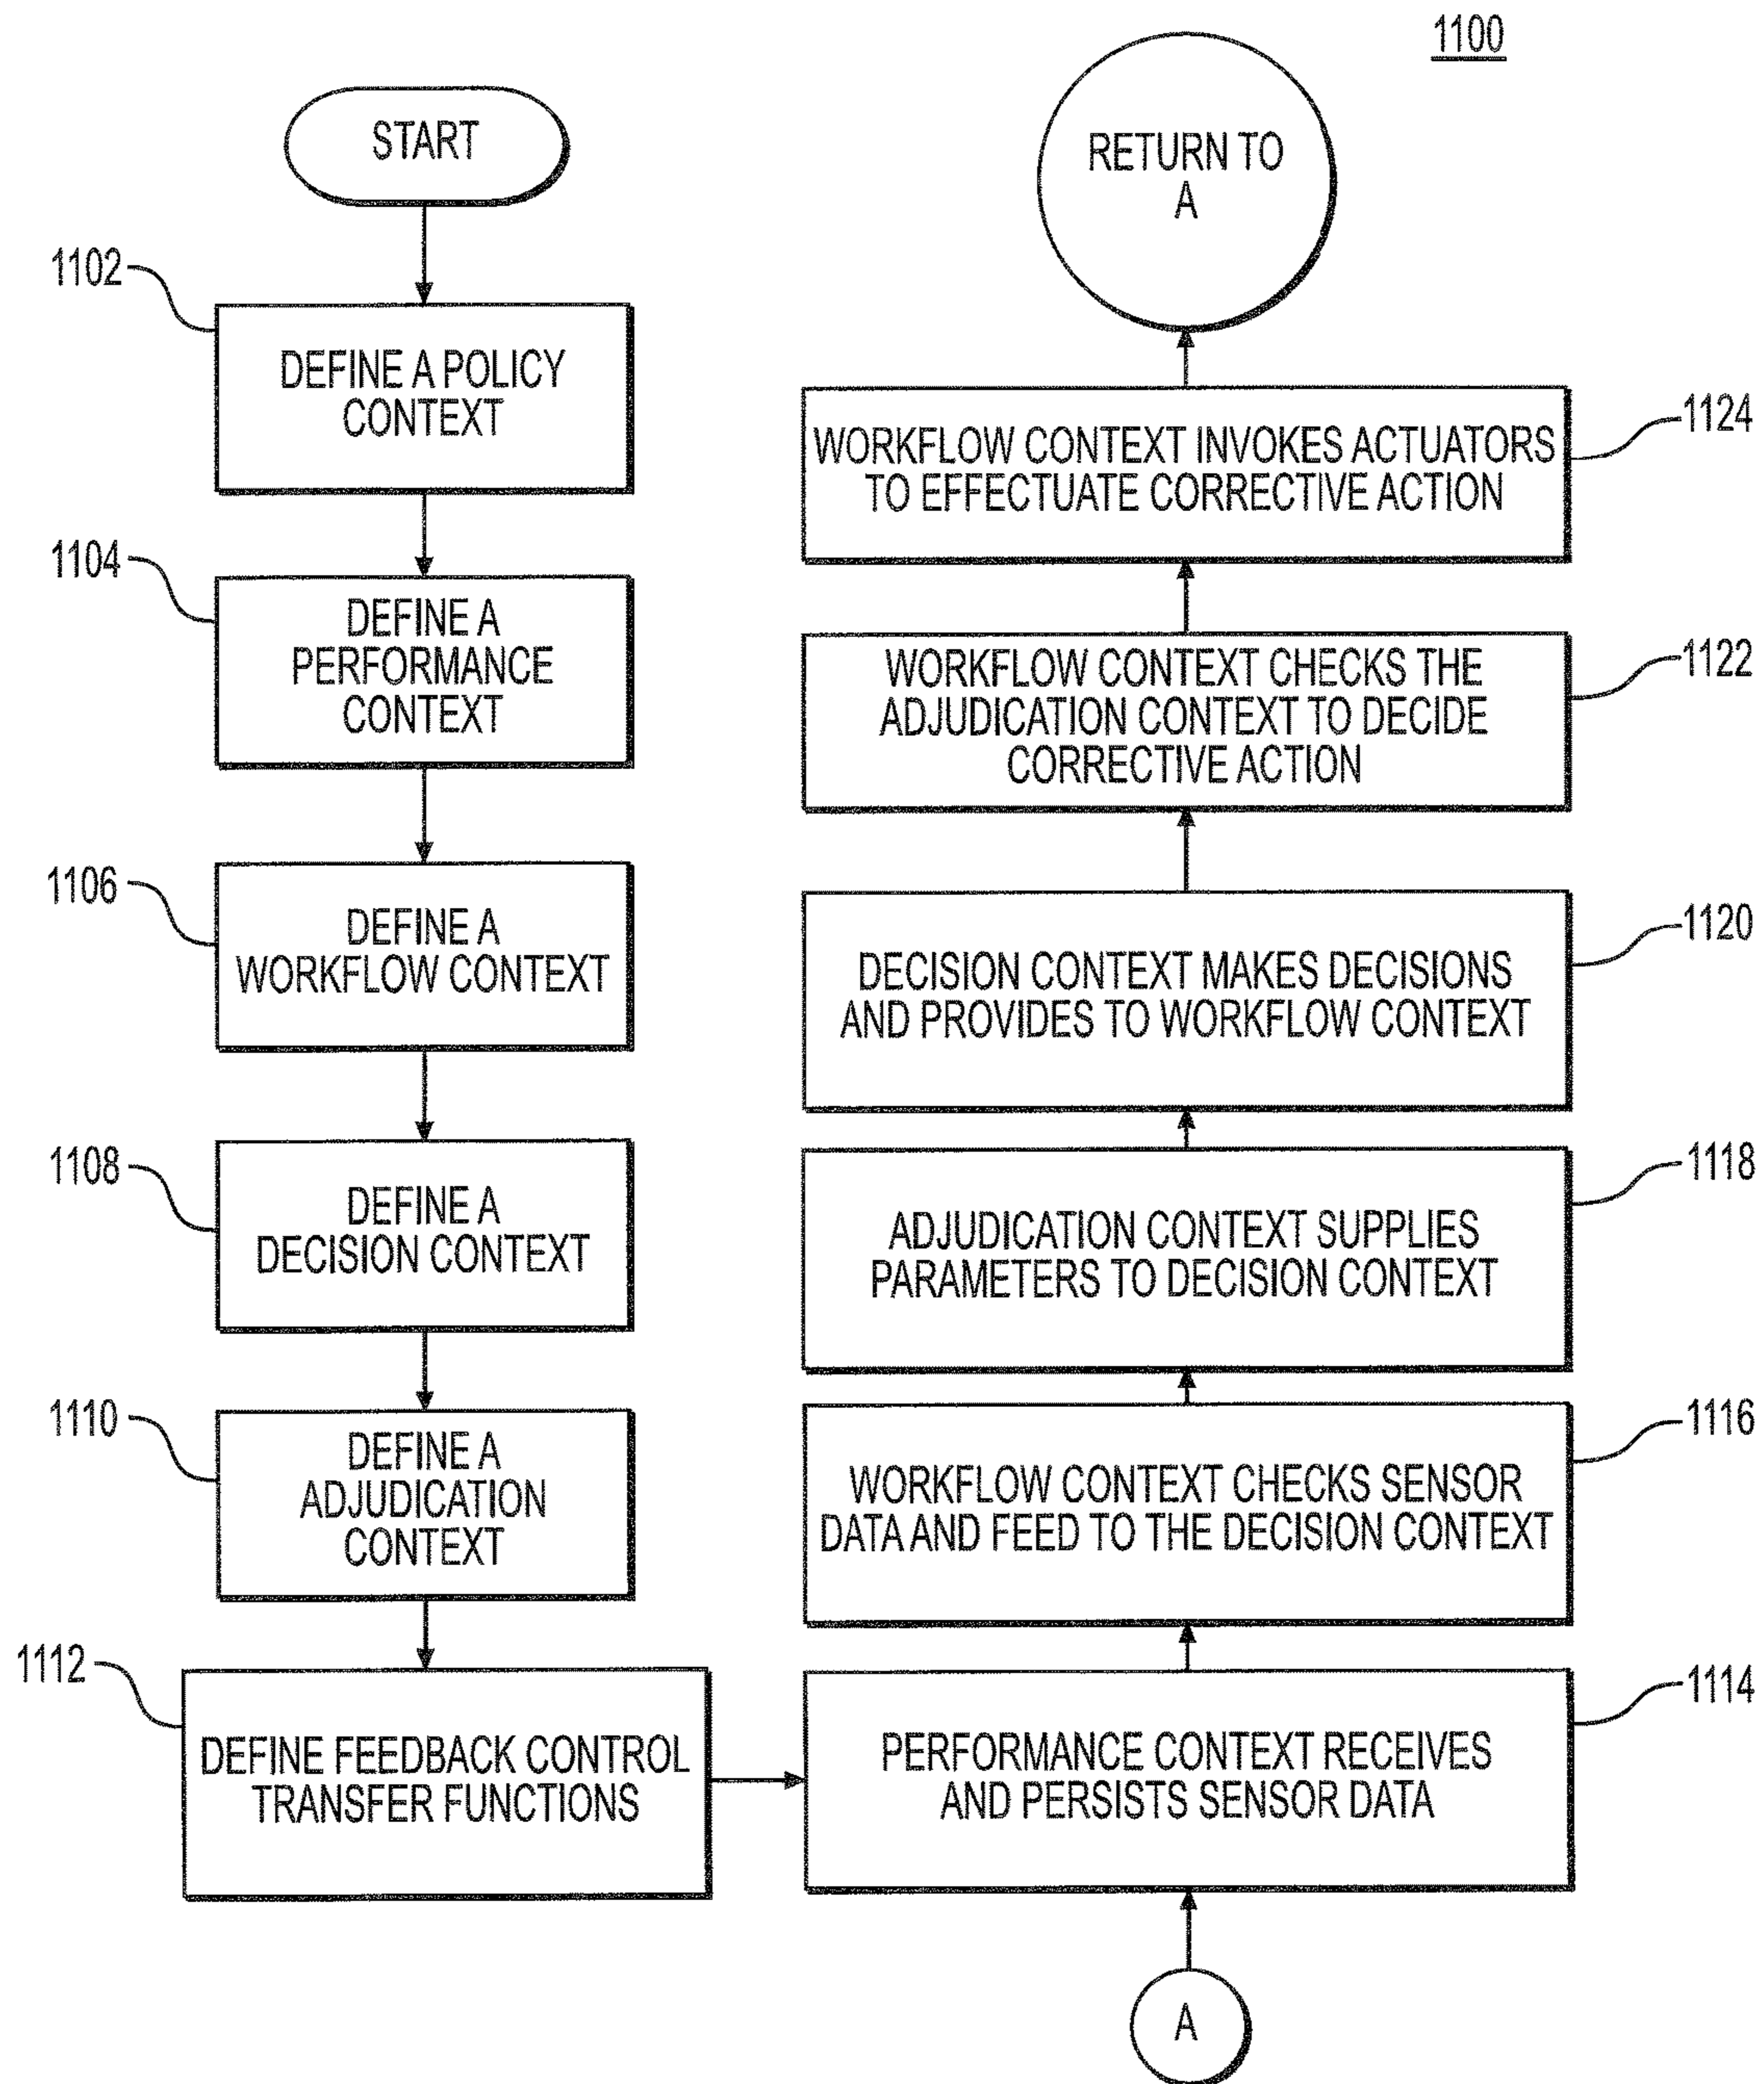 1100
START
1102
DEFINE A POLICY
CONTEXT
1104
DEFINE A
PERFORMANCE
CONTEXT
1106
DEFINE A
WORKFLOW CONTEXT
1108
DEFINE A
DECISION CONTEXT
1110
DEFINE A
ADJUDICATION
CONTEXT
1112
DEFINE FEEDBACK CONTROL
TRANSFER FUNCTIONS
RETURN TO
A
1124
WORKFLOW CONTEXT INVOKES ACTUATORS
TO EFFECTUATE CORRECTIVE ACTION
1122
WORKFLOW CONTEXT CHECKS THE
ADJUDICATION CONTEXT TO DECIDE
CORRECTIVE ACTION
1120
DECISION CONTEXT MAKES DECISIONS
AND PROVIDES TO WORKFLOW CONTEXT
1118
ADJUDICATION CONTEXT SUPPLIES
PARAMETERS TO DECISION CONTEXT
1116
WORKFLOW CONTEXT CHECKS SENSOR
DATA AND FEED TO THE DECISION CONTEXT
1114
PERFORMANCE CONTEXT RECEIVES
AND PERSISTS SENSOR DATA
A